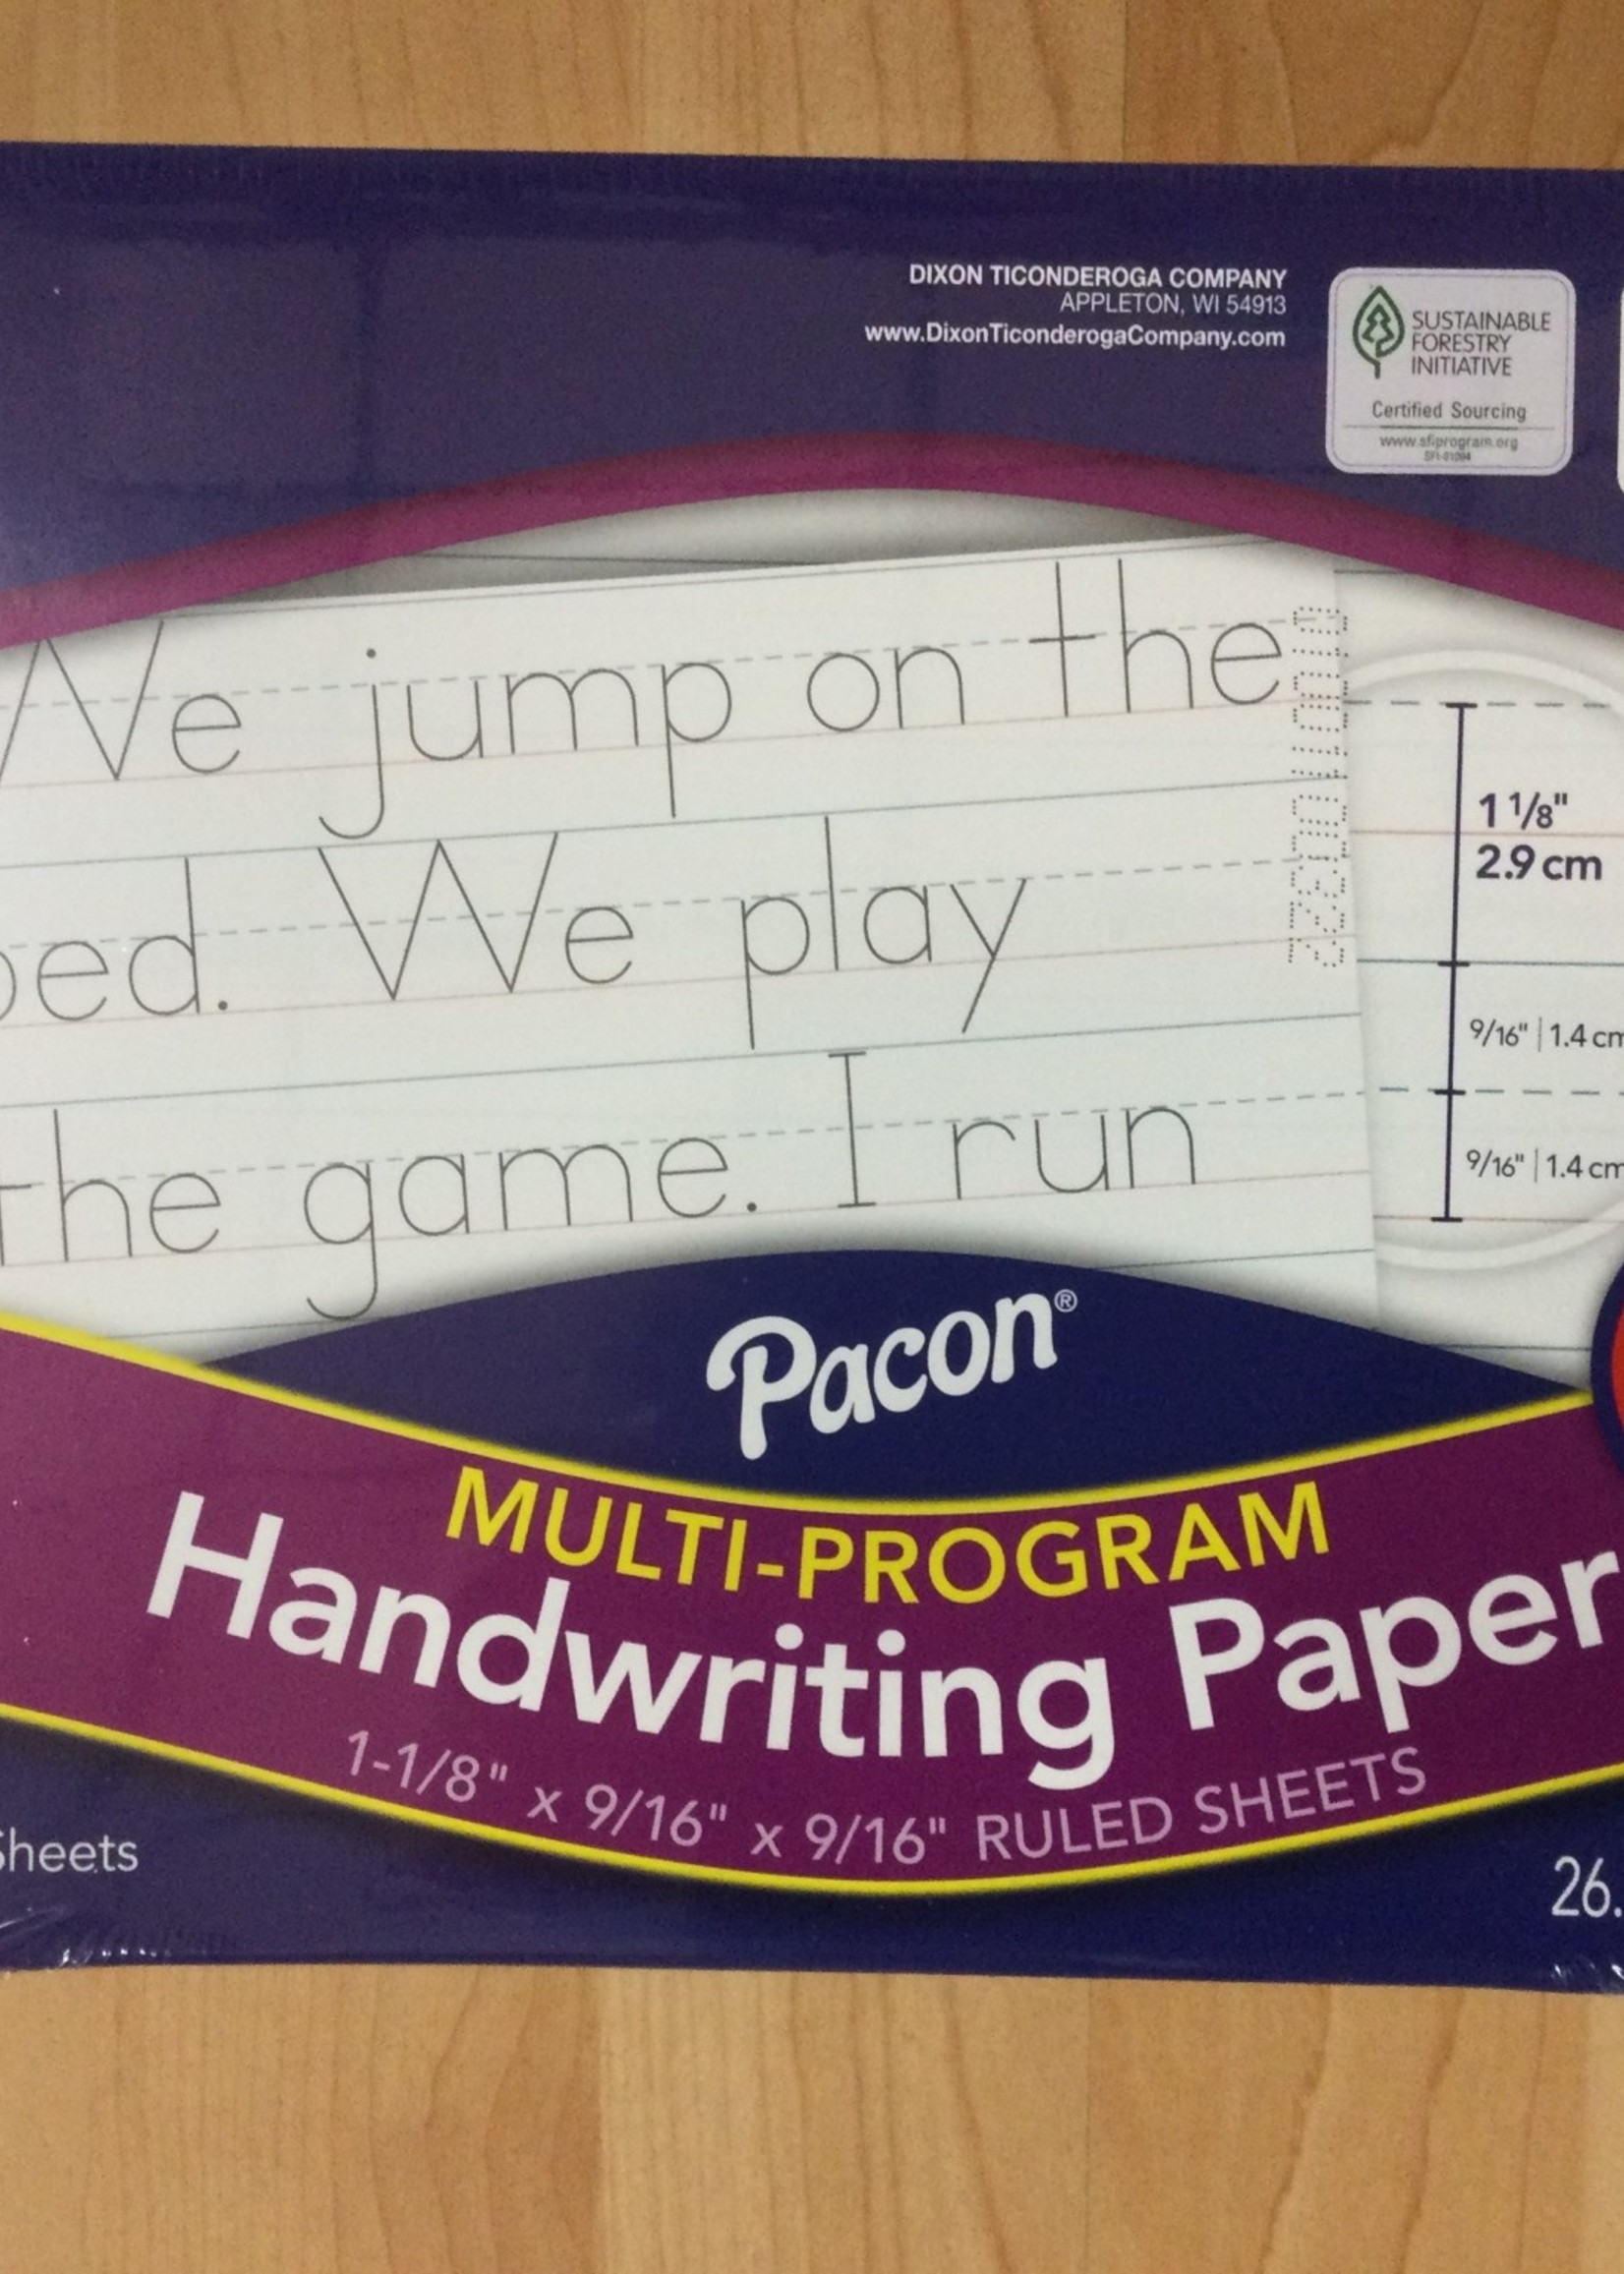 DIXON TICONDEROGA COMPANY
APPLETON, WI 54913
www.DixonTiconderogaCompany.com
SUSTAINABLE
FORESTRY
INITIATIVE
Certified Sourcing
www.sfiprogram.org
SFI-01094
We jump on the
bed. We play
the game. I run
1 1/8"
2.9 cm
9/16" | 1.4 cm
9/16" | 1.4 cm
Pacon®
MULTI-PROGRAM
Handwriting Paper
1-1/8" x 9/16" x 9/16" RULED SHEETS
Sheets
26.